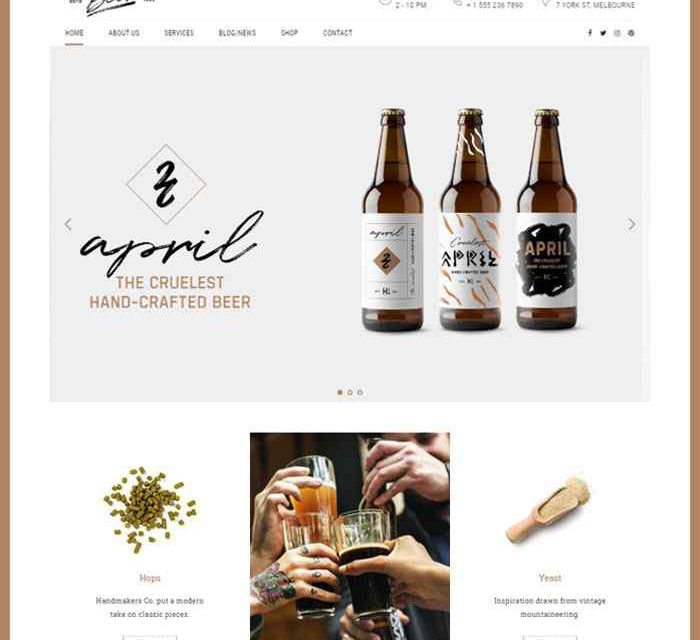 2 - 10 PM
+ 1 555 236 7890
7 YORK ST, MELBOURNE
HOME
ABOUT US
SERVICES
BLOG/NEWS
SHOP
CONTACT
april
THE CRUELEST
HAND-CRAFTED BEER
april
Cruelest
APRIL
APRIL
Hops
Handmakers Co. put a modern
take on classic pieces.
Yeast
Inspiration drawn from vintage
mountaineering.